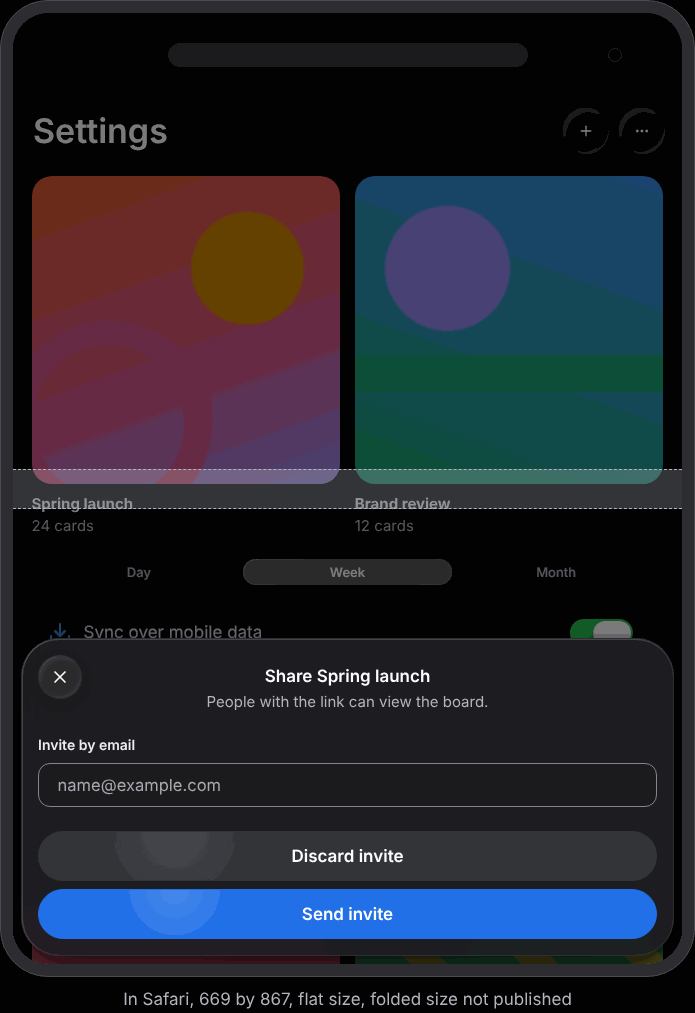 Settings
Spring launch
Brand review
24 cards
12 cards
Day
Week
Month
Sync over mobile data
Share Spring launch
People with the link can view the board.
Invite by email
name@example.com
Discard invite
Send invite
In Safari, 669 by 867, flat size, folded size not published